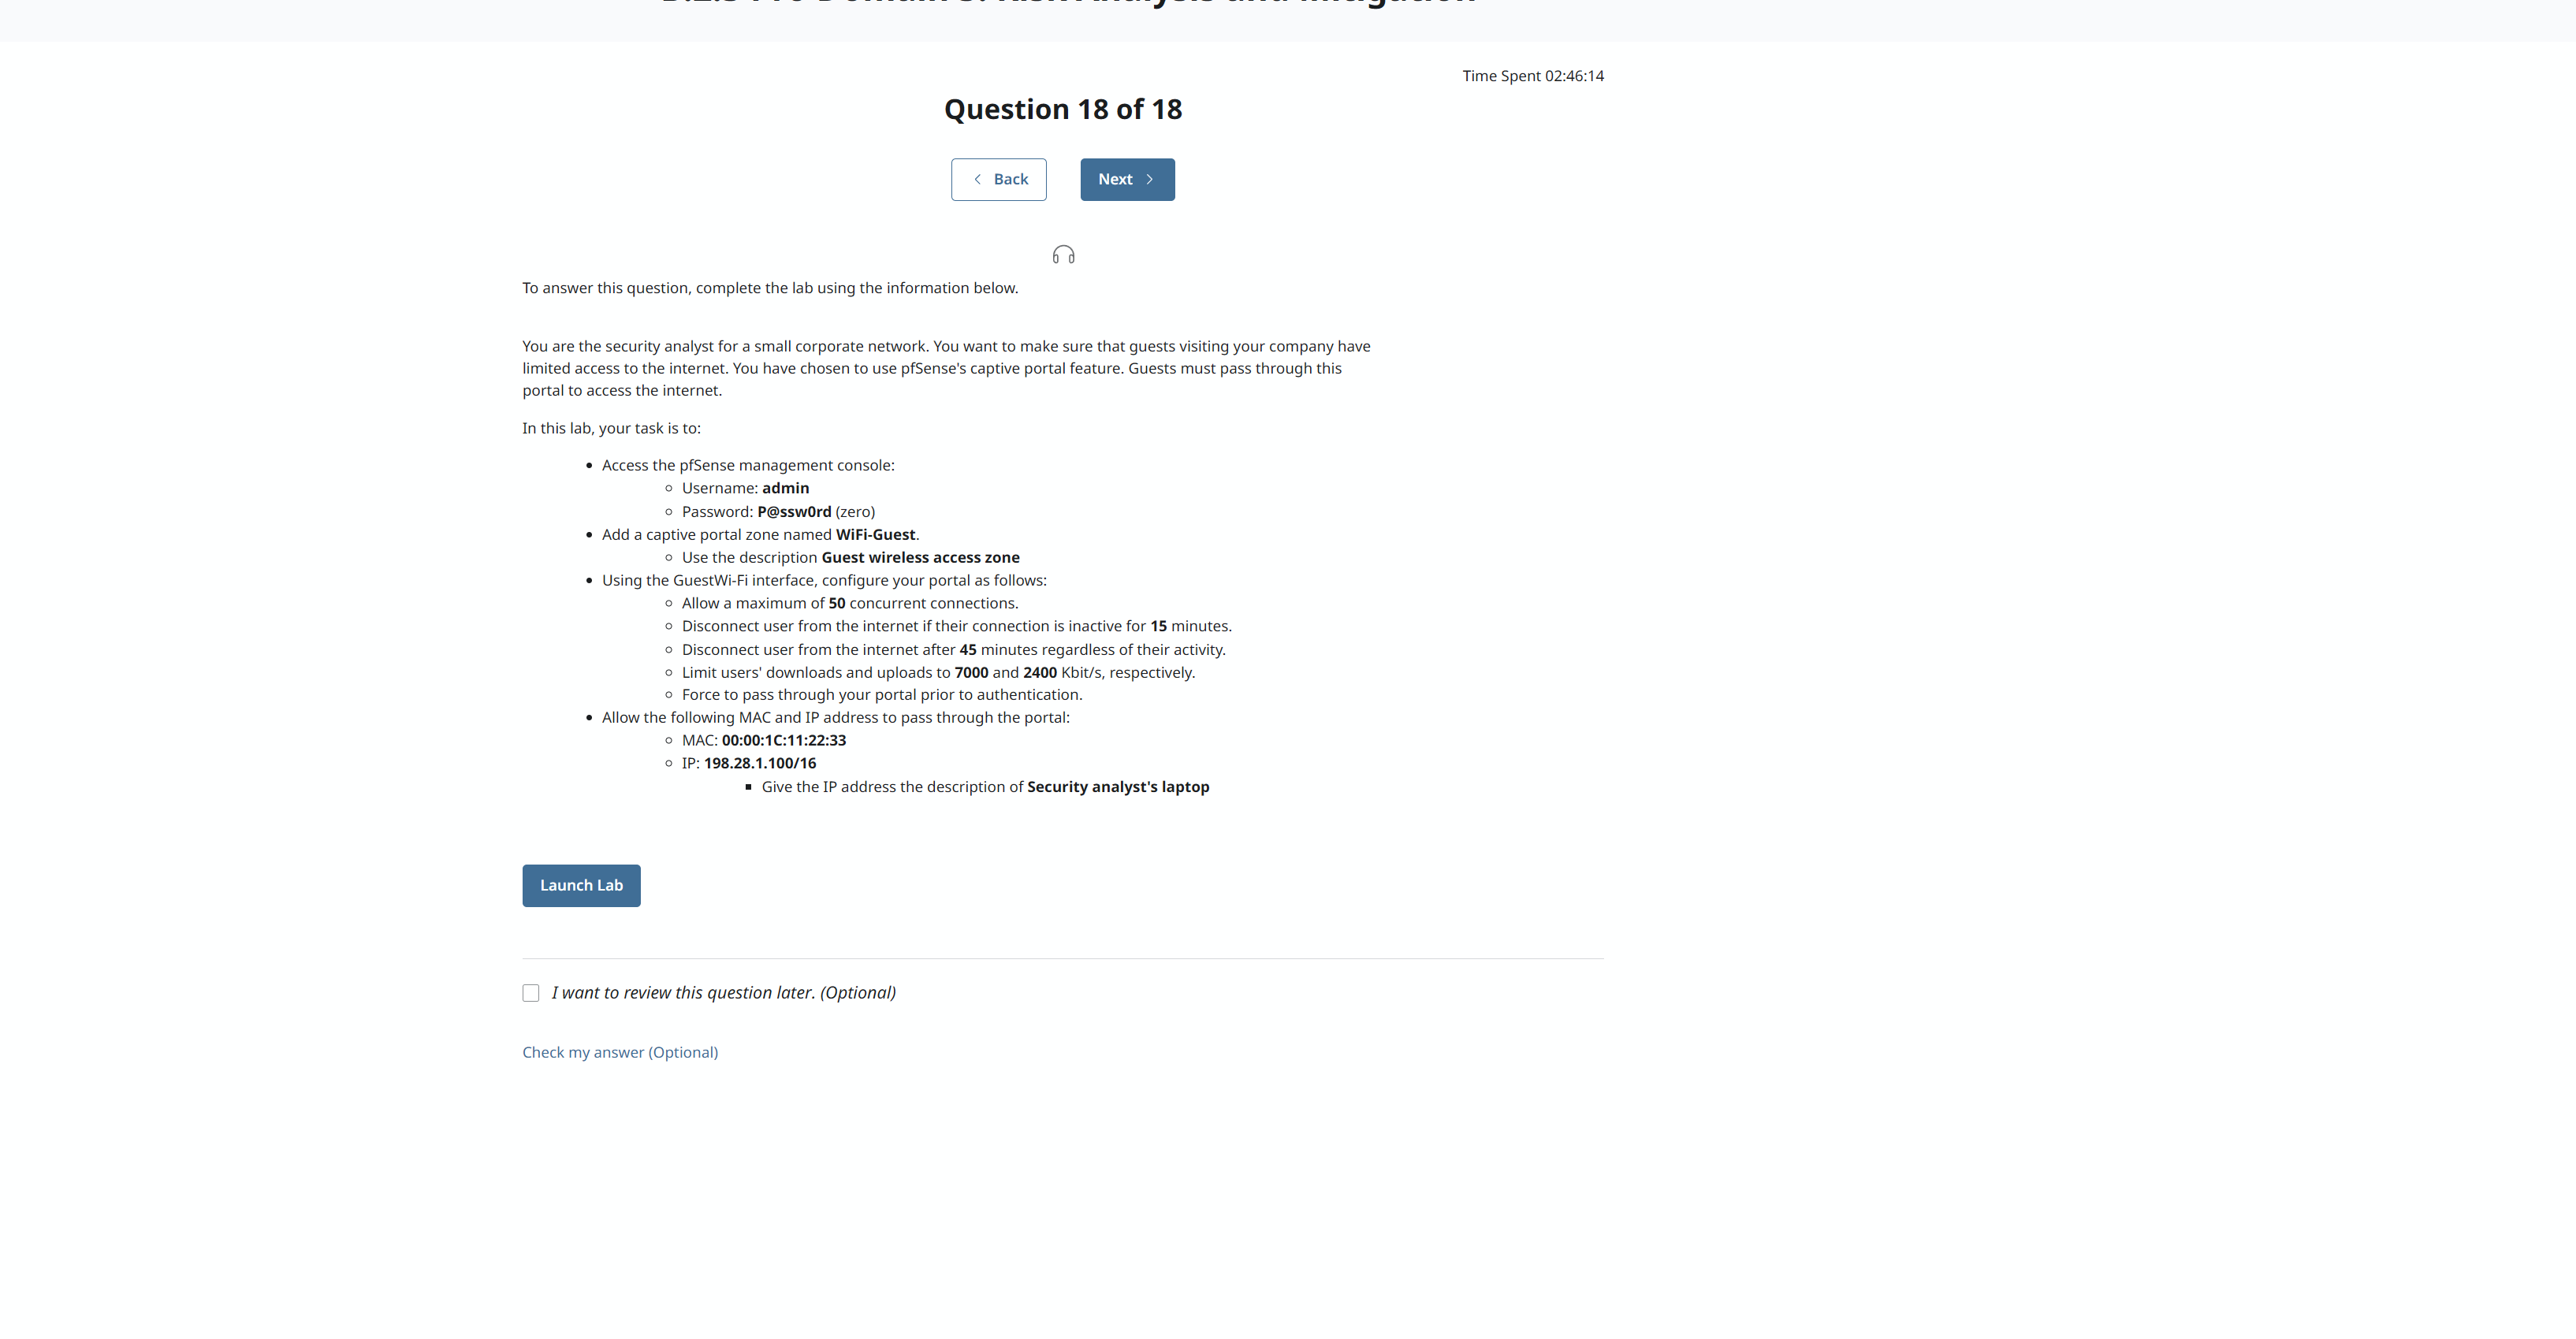 Time Spent 02:46:14
Question 18 of 18
Back
Next
To answer this question, complete the lab using the information below.
You are the security analyst for a small corporate network. You want to make sure that guests visiting your company have
limited access to the internet. You have chosen to use pfSense's captive portal feature. Guests must pass through this
portal to access the internet.
In this lab, your task is to:
Access the pfSense management console:
Username: admin
Password: P@ssw0rd (zero)
Add a captive portal zone named WiFi-Guest.
Use the description Guest wireless access zone
Using the GuestWi-Fi interface, configure your portal as follows:
Allow a maximum of 50 concurrent connections.
Disconnect user from the internet if their connection is inactive for 15 minutes.
Disconnect user from the internet after 45 minutes regardless of their activity.
Limit users' downloads and uploads to 7000 and 2400 Kbit/s, respectively.
Force to pass through your portal prior to authentication.
Allow the following MAC and IP address to pass through the portal:
MAC: 00:00:1C:11:22:33
IP: 198.28.1.100/16
Give the IP address the description of Security analyst's laptop
Launch Lab
I want to review this question later. (Optional)
Check my answer (Optional)